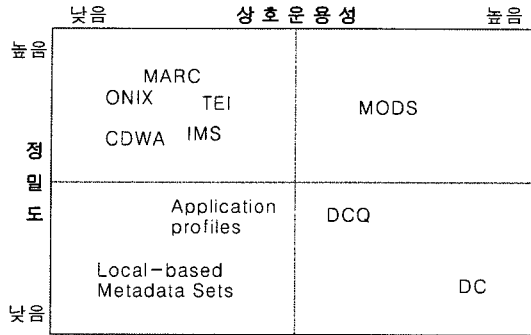 낮음 상호운용성 높음
높음
MARC
ONIX TEI
MODS
CDWA IMS
정밀도
Application
profiles
DCQ
Local-based
Metadata Sets
DC
낮음